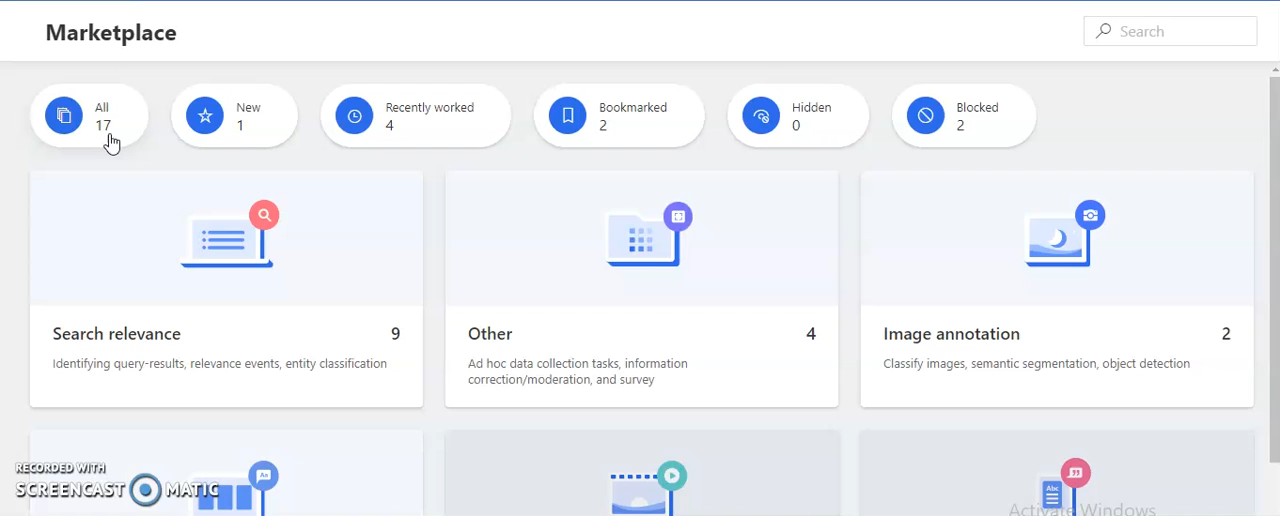 Marketplace
Search
All
17
New
1
Recently worked
4
Bookmarked
2
Hidden
0
Blocked
2
Search relevance 9
Identifying query-results, relevance events, entity classification
Other 4
Ad hoc data collection tasks, information
correction/moderation, and survey
Image annotation 2
Classify images, semantic segmentation, object detection
Abc
RECORDED WITH
SCREENCAST MATIC
Activate Windows